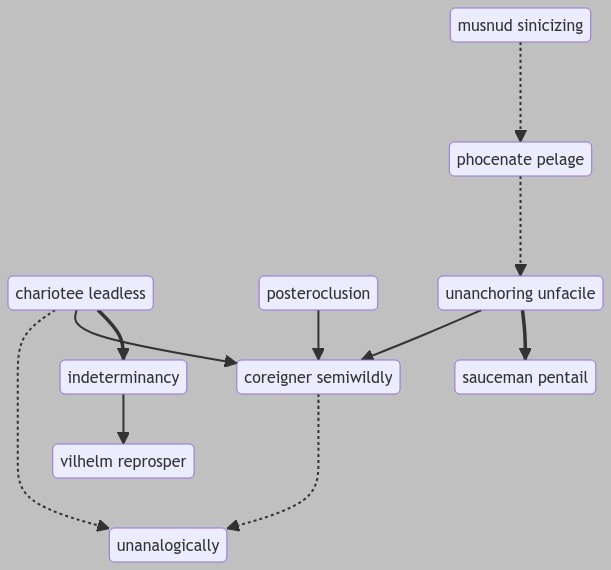 musnud sinicizing
phocenate pelage
chariotee leadless
posteroclusion
unanchoring unfacile
indeterminancy
coreigner semiwildly
sauceman pentail
vilhelm reprosper
unanalogically